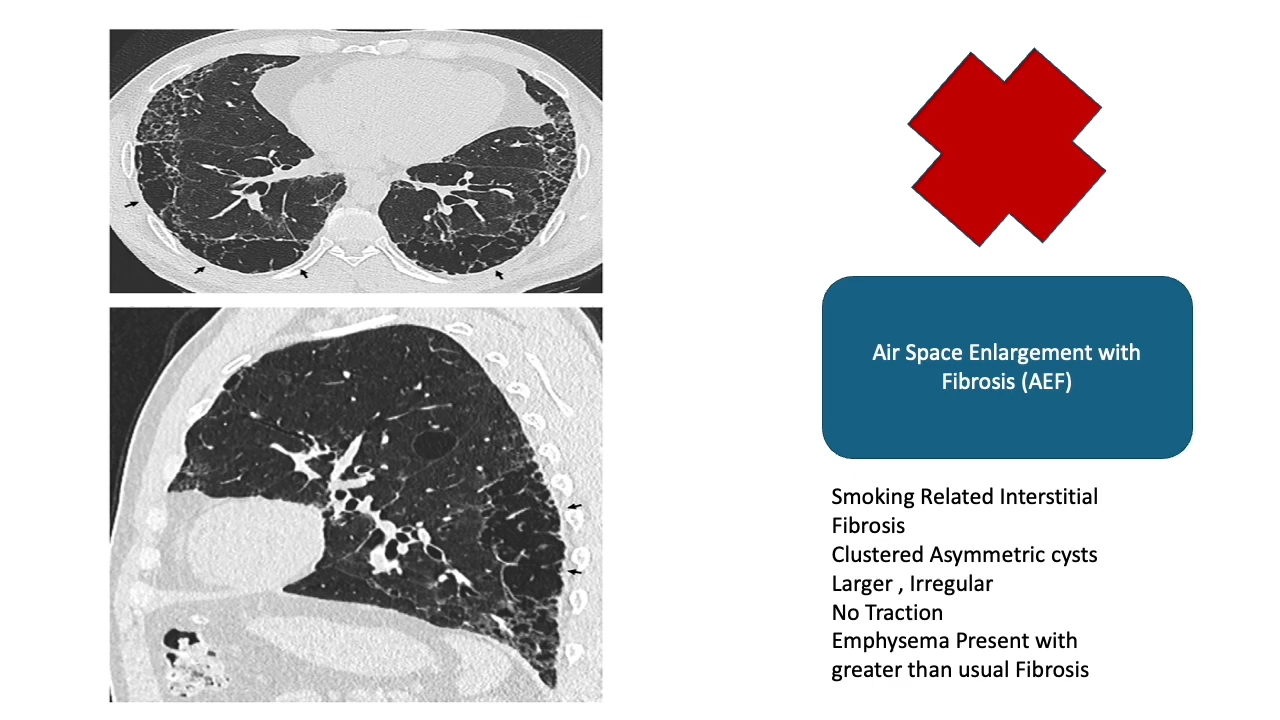 Air Space Enlargement with
Fibrosis (AEF)
Smoking Related Interstitial
Fibrosis
Clustered Asymmetric cysts
Larger , Irregular
No Traction
Emphysema Present with
greater than usual Fibrosis